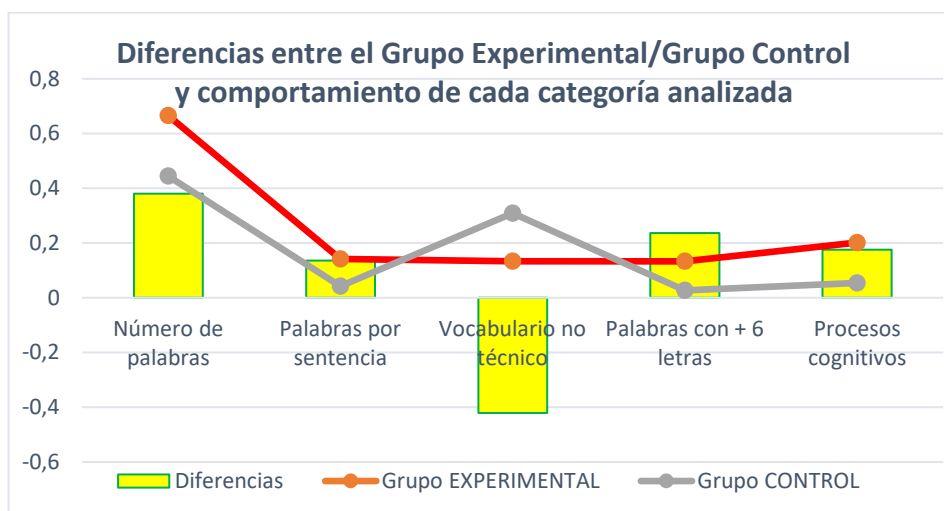 Diferencias entre el Grupo Experimental/Grupo Control
y comportamiento de cada categoría analizada
0,8
0,6
0,4
0,2
0
-0,2
-0,4
-0,6
Número de
palabras
Palabras por
sentencia
Vocabulario no
técnico
Palabras con + 6
letras
Procesos
cognitivos
Diferencias
Grupo EXPERIMENTAL
Grupo CONTROL